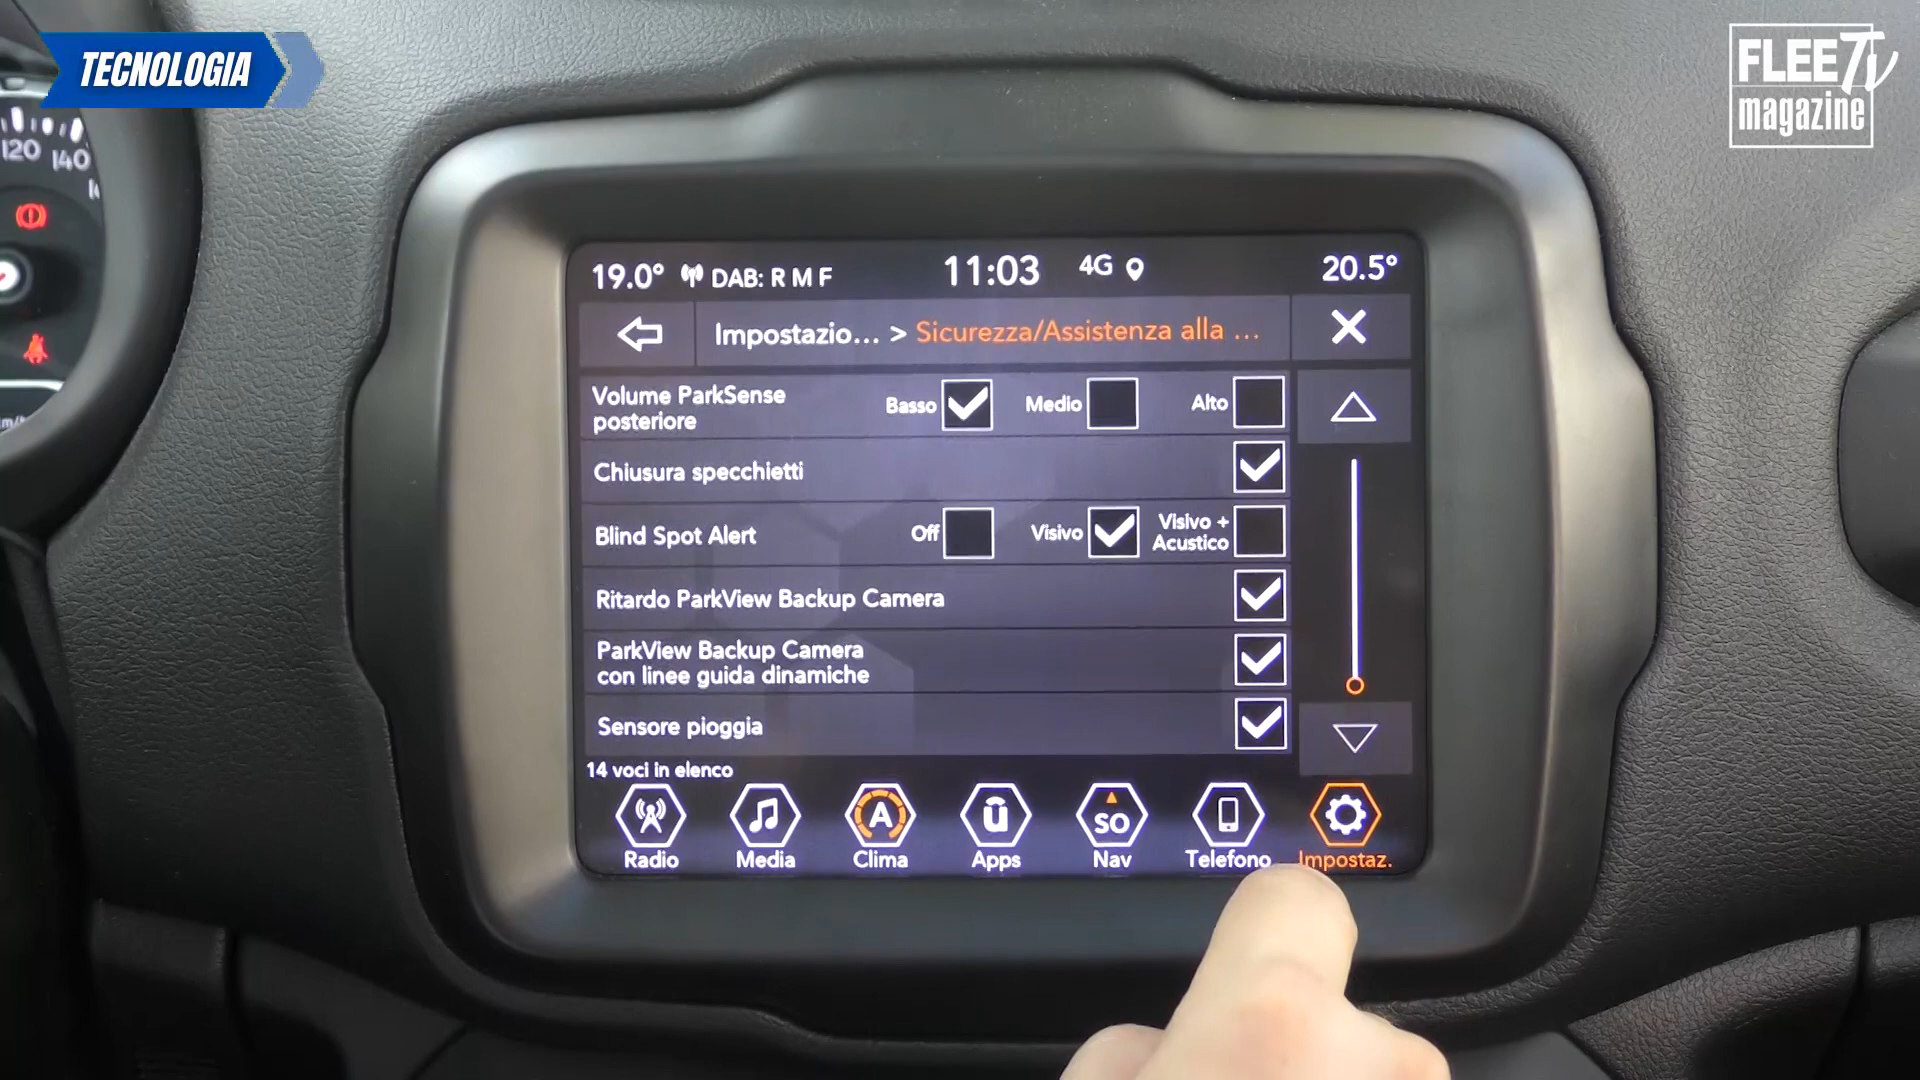 TECNOLOGIA
FLEET TV
magazine
120 140
19.0° DAB: R M F 11:03 4G 20.5°
Impostazio... > Sicurezza/Assistenza alla ...
Volume ParkSense
posteriore
Basso Medio Alto
Chiusura specchietti
Blind Spot Alert Off Visivo Visivo +
Acustico
Ritardo ParkView Backup Camera
ParkView Backup Camera
con linee guida dinamiche
Sensore pioggia
14 voci in elenco
A û SO
Radio Media Clima Apps Nav Telefono Impostaz.